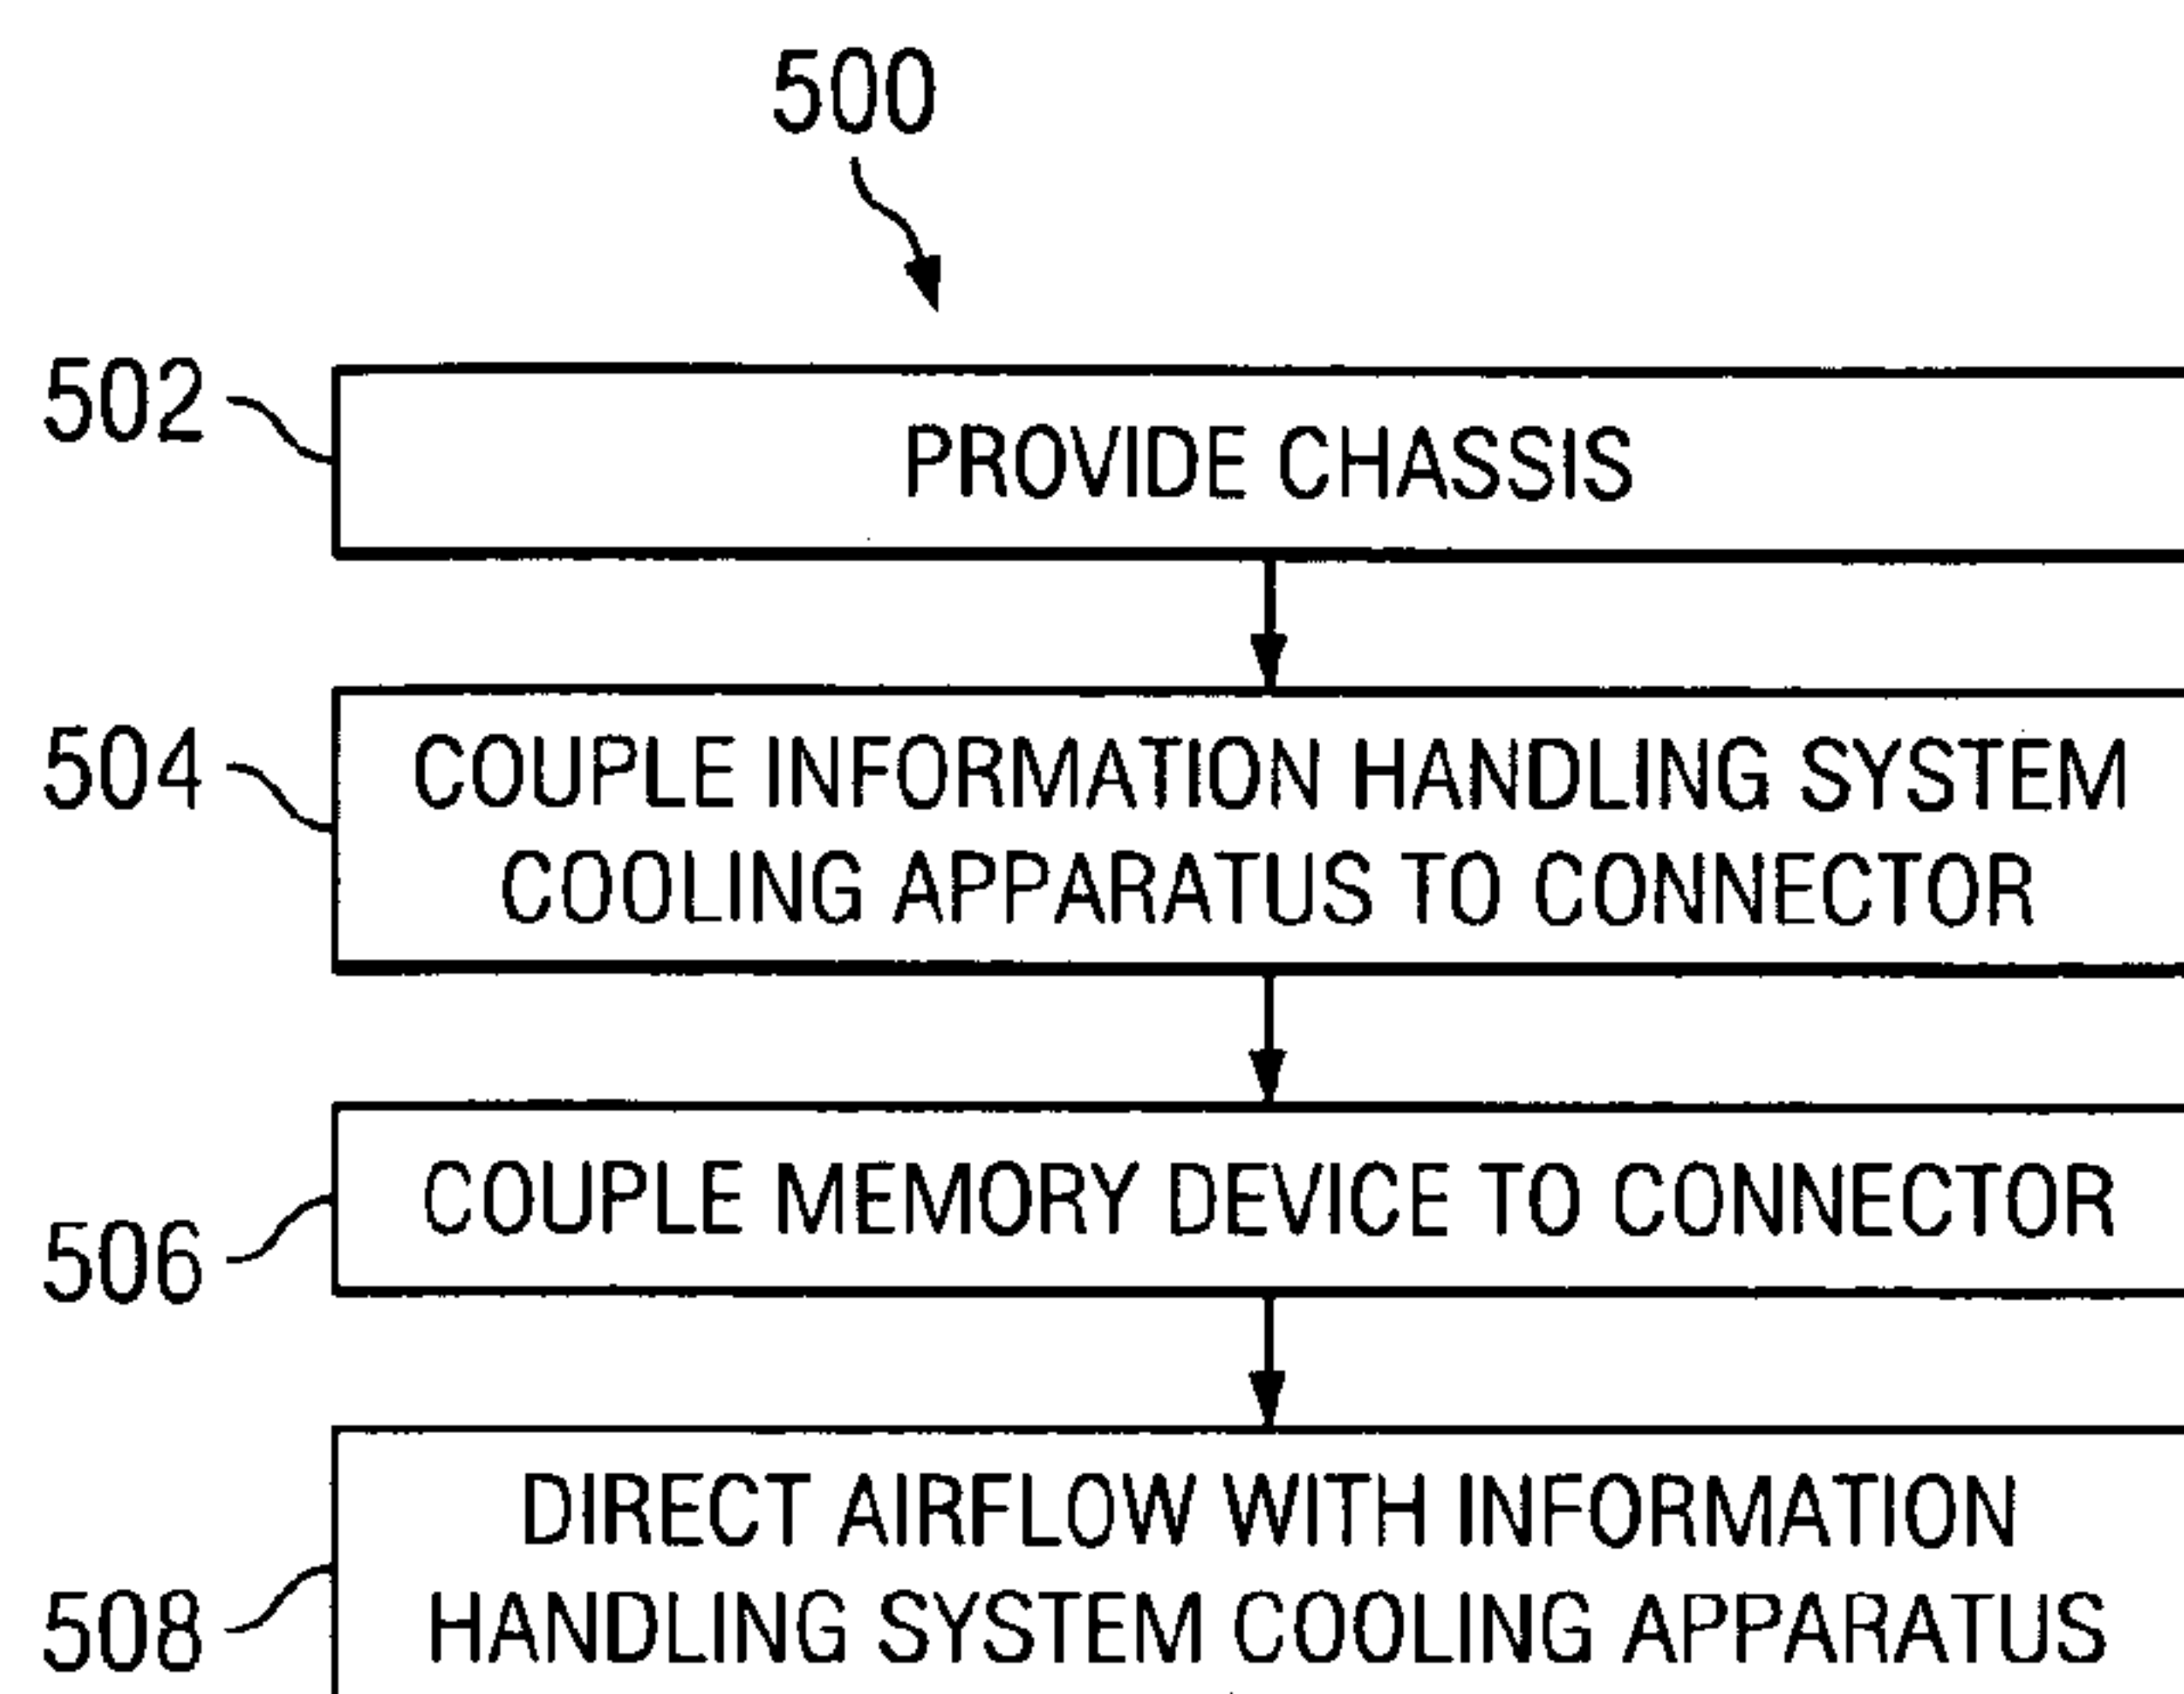 500
502
PROVIDE CHASSIS
504
COUPLE INFORMATION HANDLING SYSTEM
COOLING APPARATUS TO CONNECTOR
506
COUPLE MEMORY DEVICE TO CONNECTOR
508
DIRECT AIRFLOW WITH INFORMATION
HANDLING SYSTEM COOLING APPARATUS